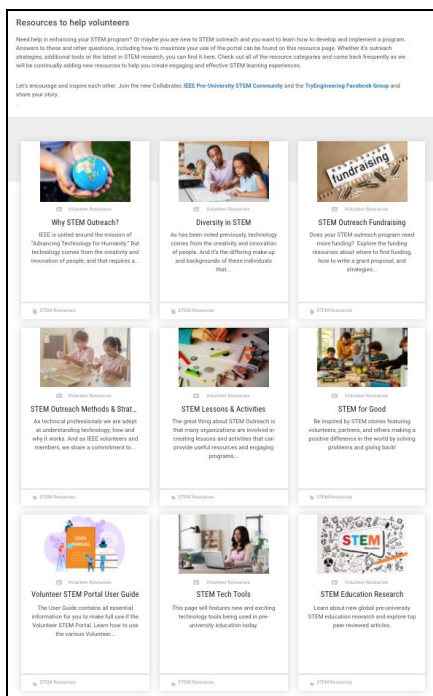 Resources to help volunteers
Need help in enhancing your STEM program? Or maybe you are new to STEM outreach and you want to learn how to develop and implement a program.
Answers to these and other questions, including how to maximize your use of the portal can be found on this resource page. Whether it's outreach
strategies, additional tools or the latest in STEM research, you can find it here. Check out all of the resource categories and come back frequently as we
will be continually adding new resources to help you create engaging and effective STEM learning experiences.
Let's encourage and inspire each other. Join the new Collabratec IEEE Pre-University STEM Community and the TryEngineering Facebook Group and
share your story.
Volunteer Resources
Why STEM Outreach?
IEEE is united around the mission of
"Advancing Technology for Humanity." But
technology comes from the creativity and
innovation of people; and that requires a...
STEM Resources
Volunteer Resources
Diversity in STEM
As has been noted previously, technology
comes from the creativity and innovation
of people. And it's the differing make-up
and backgrounds of these individuals
that...
STEM Resources
fundraising
Volunteer Resources
STEM Outreach Fundraising
Does your STEM outreach program need
more funding? Explore the funding
resources about where to find funding,
how to write a grant proposal, and
strategies...
STEM Resources
Volunteer Resources
STEM Outreach Methods & Strat...
As technical professionals we are adept
at understanding technology; how and
why it works. And as IEEE volunteers and
members, we share a commitment to...
STEM Resources
Volunteer Resources
STEM Lessons & Activities
The great thing about STEM Outreach is
that many organizations are involved in
creating lessons and activities that can
provide useful resources and engaging
programs...
STEM Resources
Volunteer Resources
STEM for Good
Be inspired by STEM stories featuring
volunteers, partners, and others making a
positive difference in the world by solving
problems and giving back!
STEM Resources
USER
MANUAL
Volunteer Resources
Volunteer STEM Portal User Guide
The User Guide contains all essential
information for you to make full use if the
Volunteer STEM Portal. Learn how to use
the various Volunteer...
STEM Resources
Volunteer Resources
STEM Tech Tools
This page will features new and exciting
technology tools being used in pre-
university education today.
STEM Resources
STEM
Education
Volunteer Resources
STEM Education Research
Learn about new global pre-university
STEM education research and explore top
peer reviewed articles.
STEM Resources